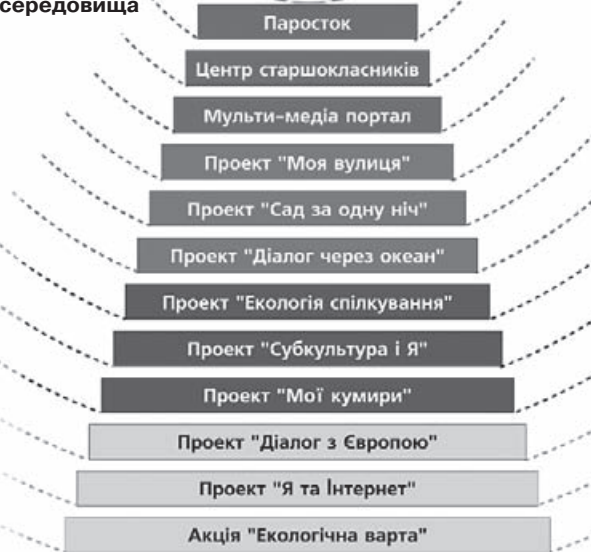 середовища
Паросток
Центр старшокласників
Мульти-медіа портал
Проект "Моя вулиця"
Проект "Сад за одну ніч"
Проект "Діалог через океан"
Проект "Екологія спілкування"
Проект "Субкультура і Я"
Проект "Мої кумири"
Проект "Діалог з Європою"
Проект "Я та Інтернет"
Акція "Екологічна варта"